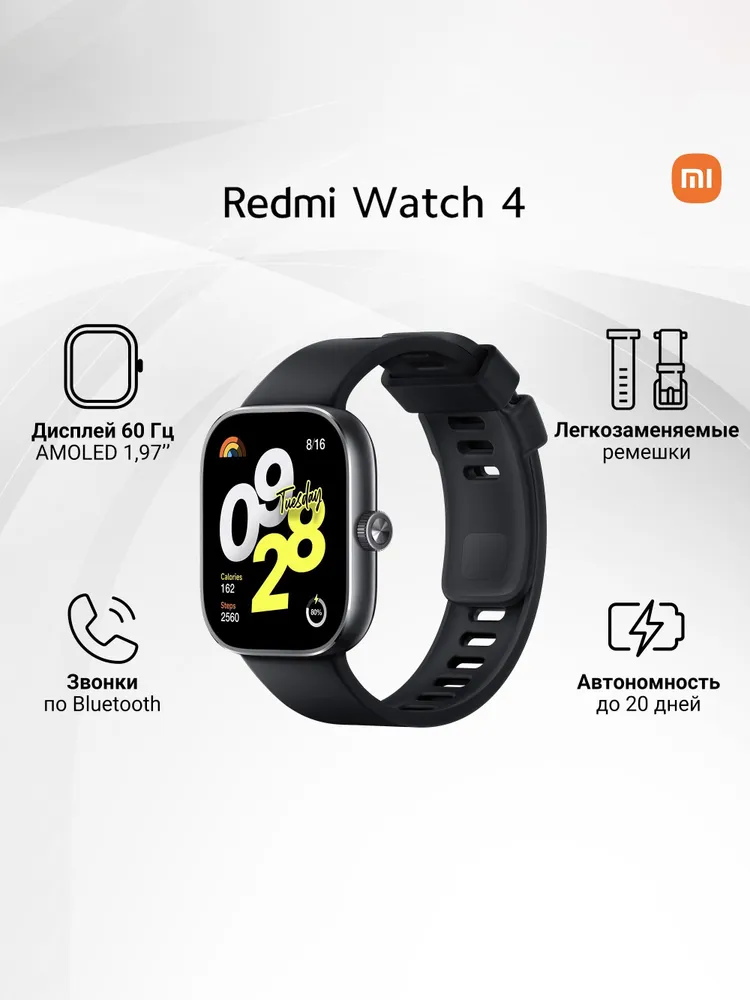 mi
Redmi Watch 4
Дисплей 60 Гц
AMOLED 1,97’’
Легкозаменяемые
ремешки
8/16
09
Tuesday
28
Calories
162
Steps
2560
80%
Звонки
по Bluetooth
Автономность
до 20 дней